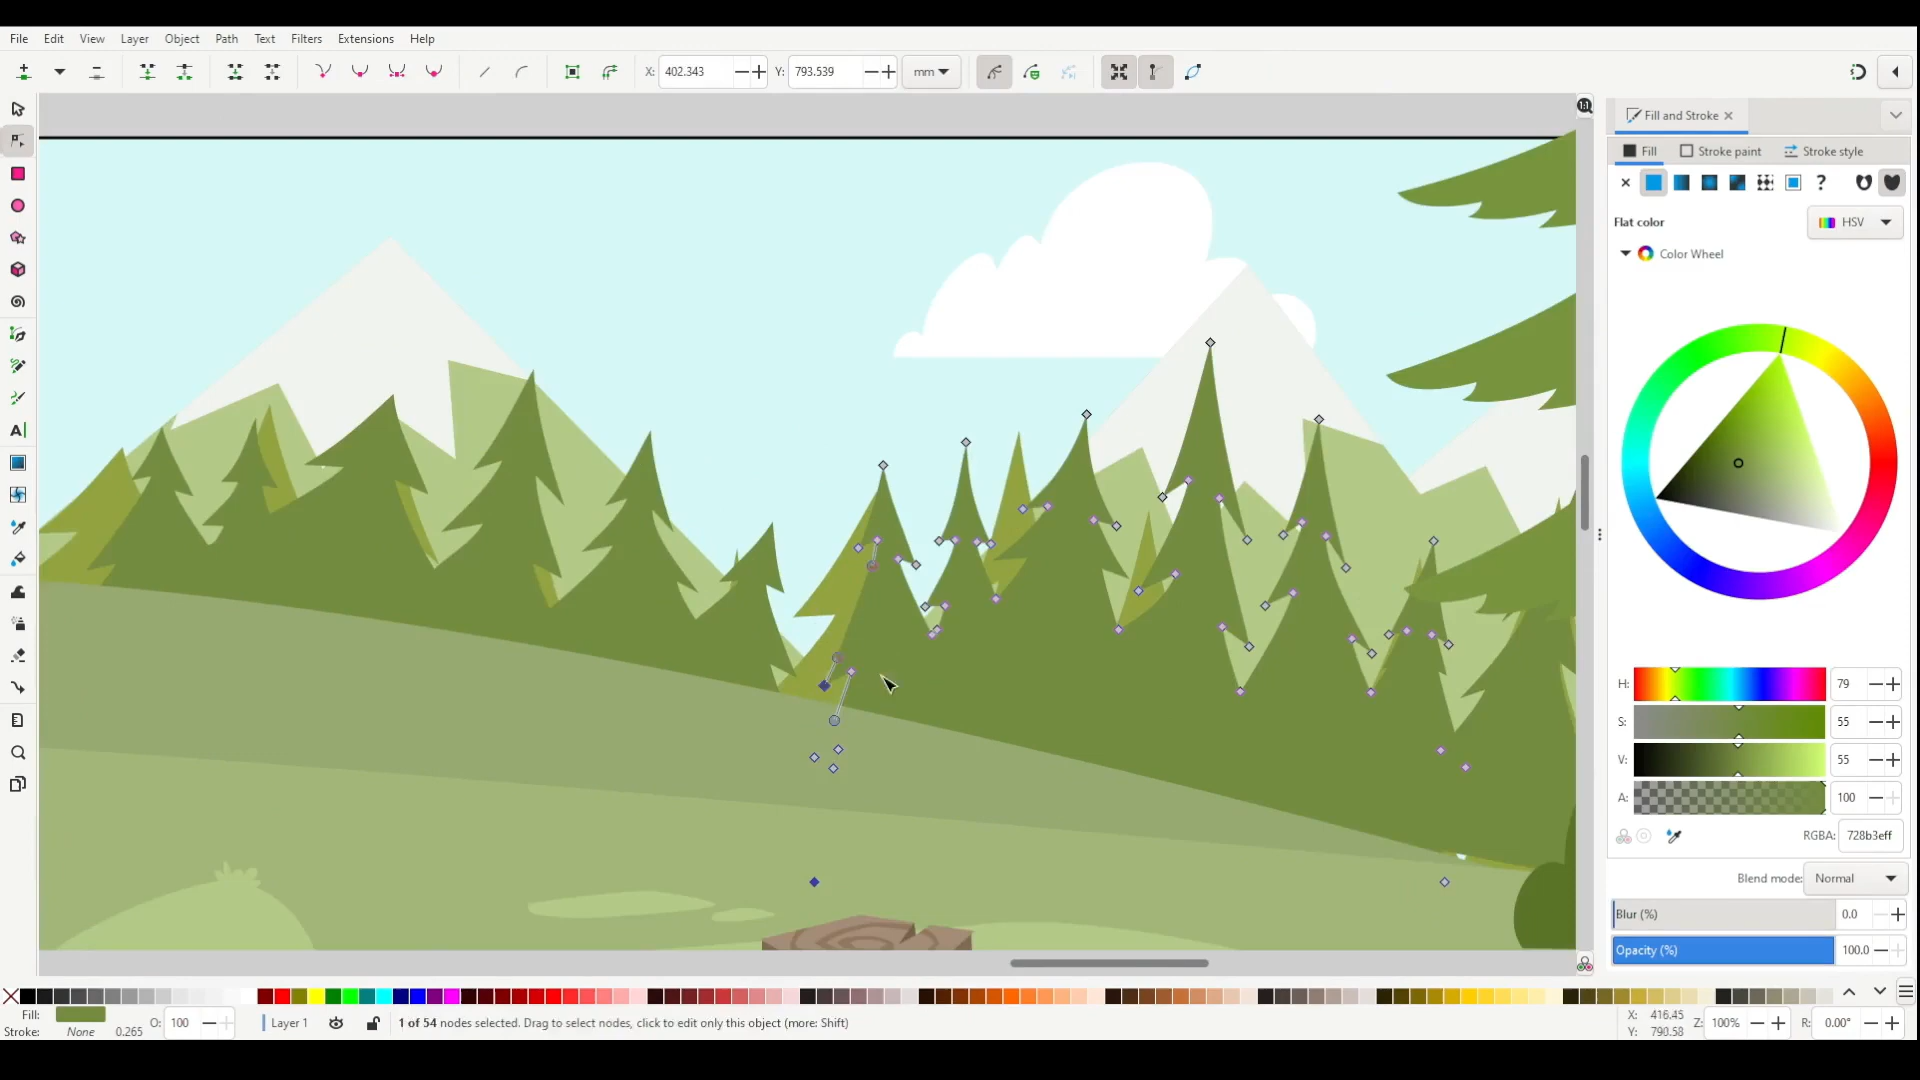 File Edit View Layer Object Path Text Filters Extensions Help
X: 402.343 Y: 793.539 mm
Fill and Stroke
Fill Stroke paint Stroke style
Flat color HSV
Color Wheel
H: 79
S: 55
V: 55
A: 100
RGBA: 728b3eff
Blend mode: Normal
Blur (%) 0.0
Opacity (%) 100.0
Fill:
Stroke: None 0.265
O: 100
Layer 1
1 of 54 nodes selected. Drag to select nodes, click to edit only this object (more: Shift)
X: 416.45
Y: 790.58
Z: 100%
R: 0.00°